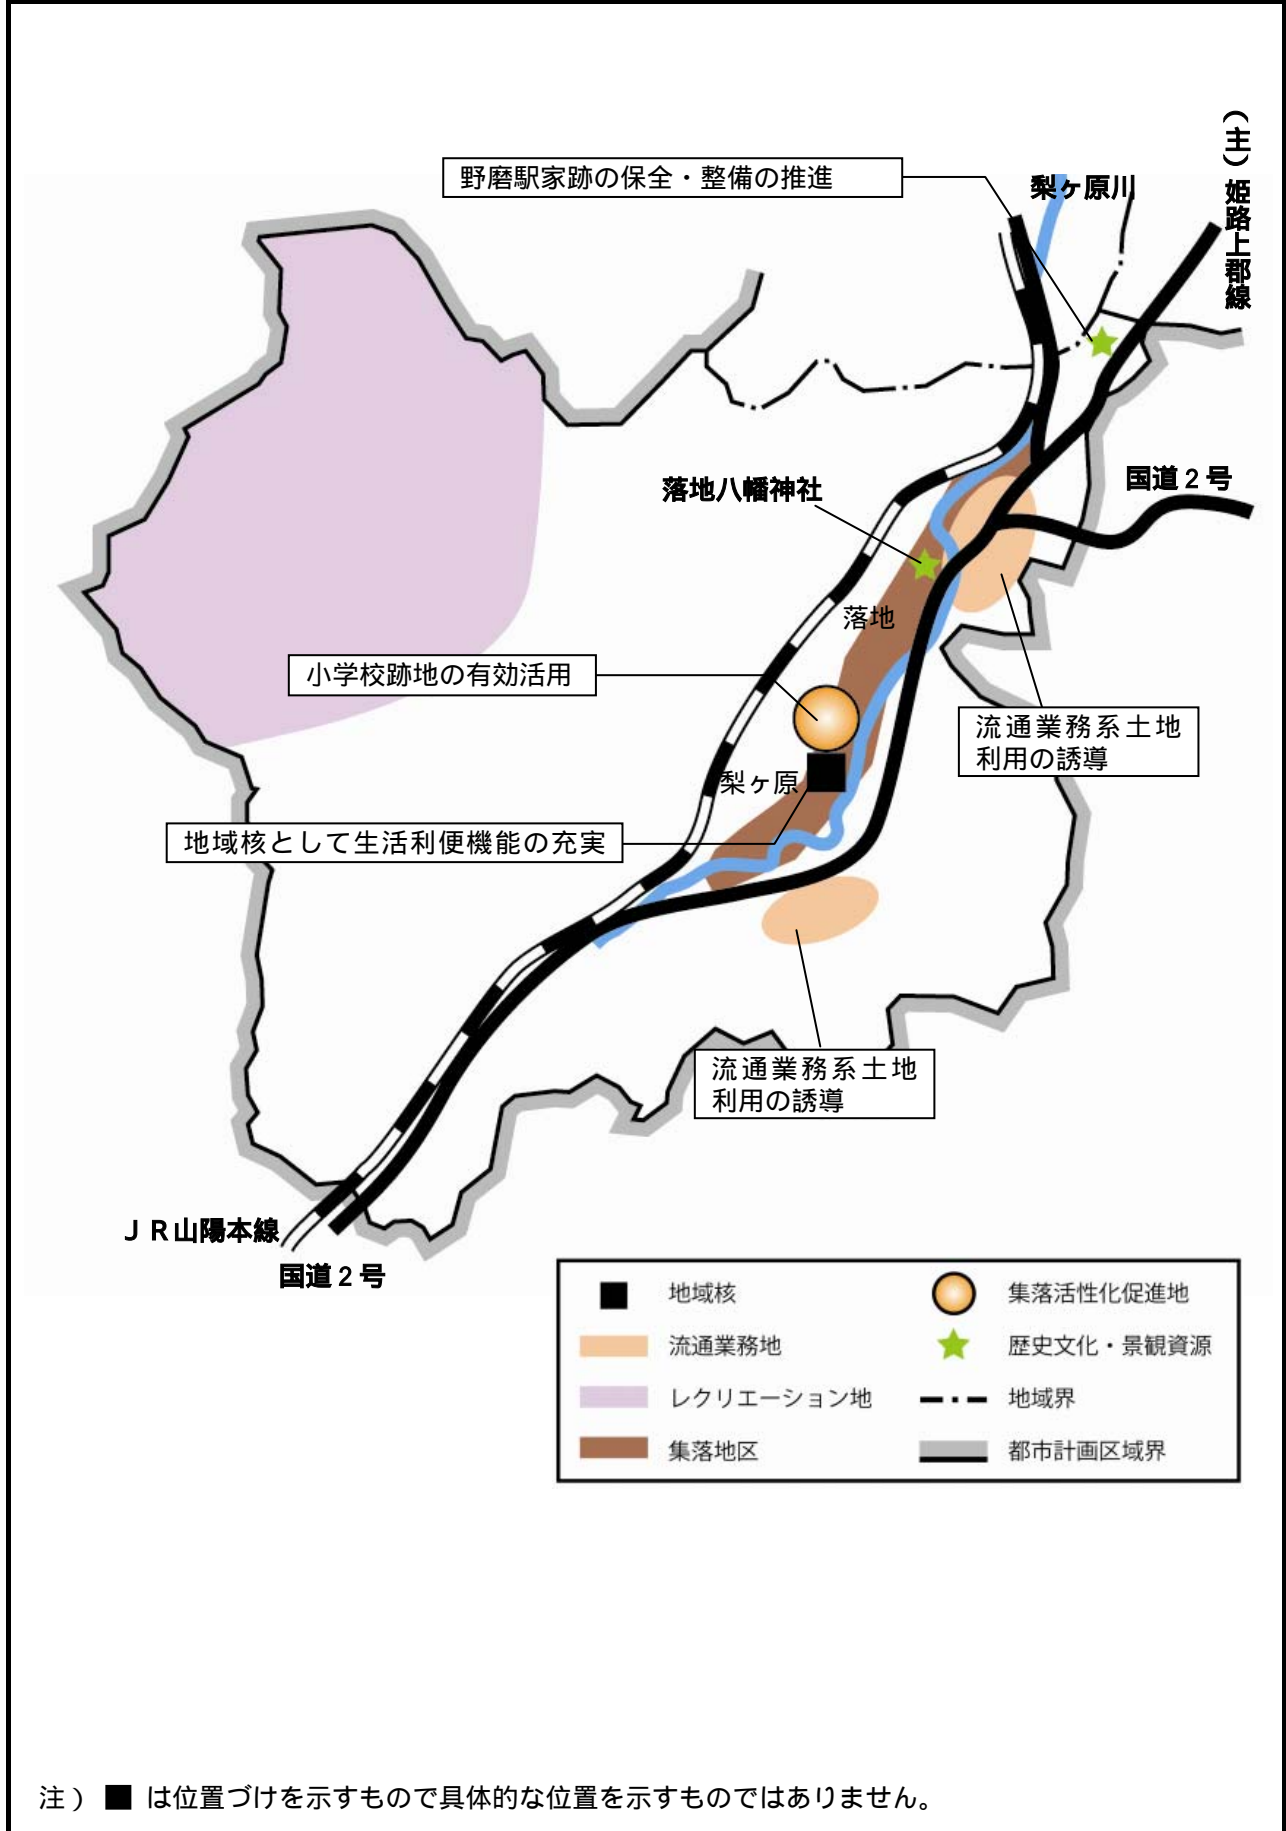 （主）姫路上郡線
野磨駅家跡の保全・整備の推進
梨ヶ原川
国道２号
落地八幡神社
落地
小学校跡地の有効活用
流通業務系土地
利用の誘導
梨ヶ原
地域核として生活利便機能の充実
流通業務系土地
利用の誘導
ＪＲ山陽本線
国道２号
地域核
集落活性化促進地
流通業務地
歴史文化・景観資源
レクリエーション地
地域界
集落地区
都市計画区域界
注）■は位置づけを示すもので具体的な位置を示すものではありません。